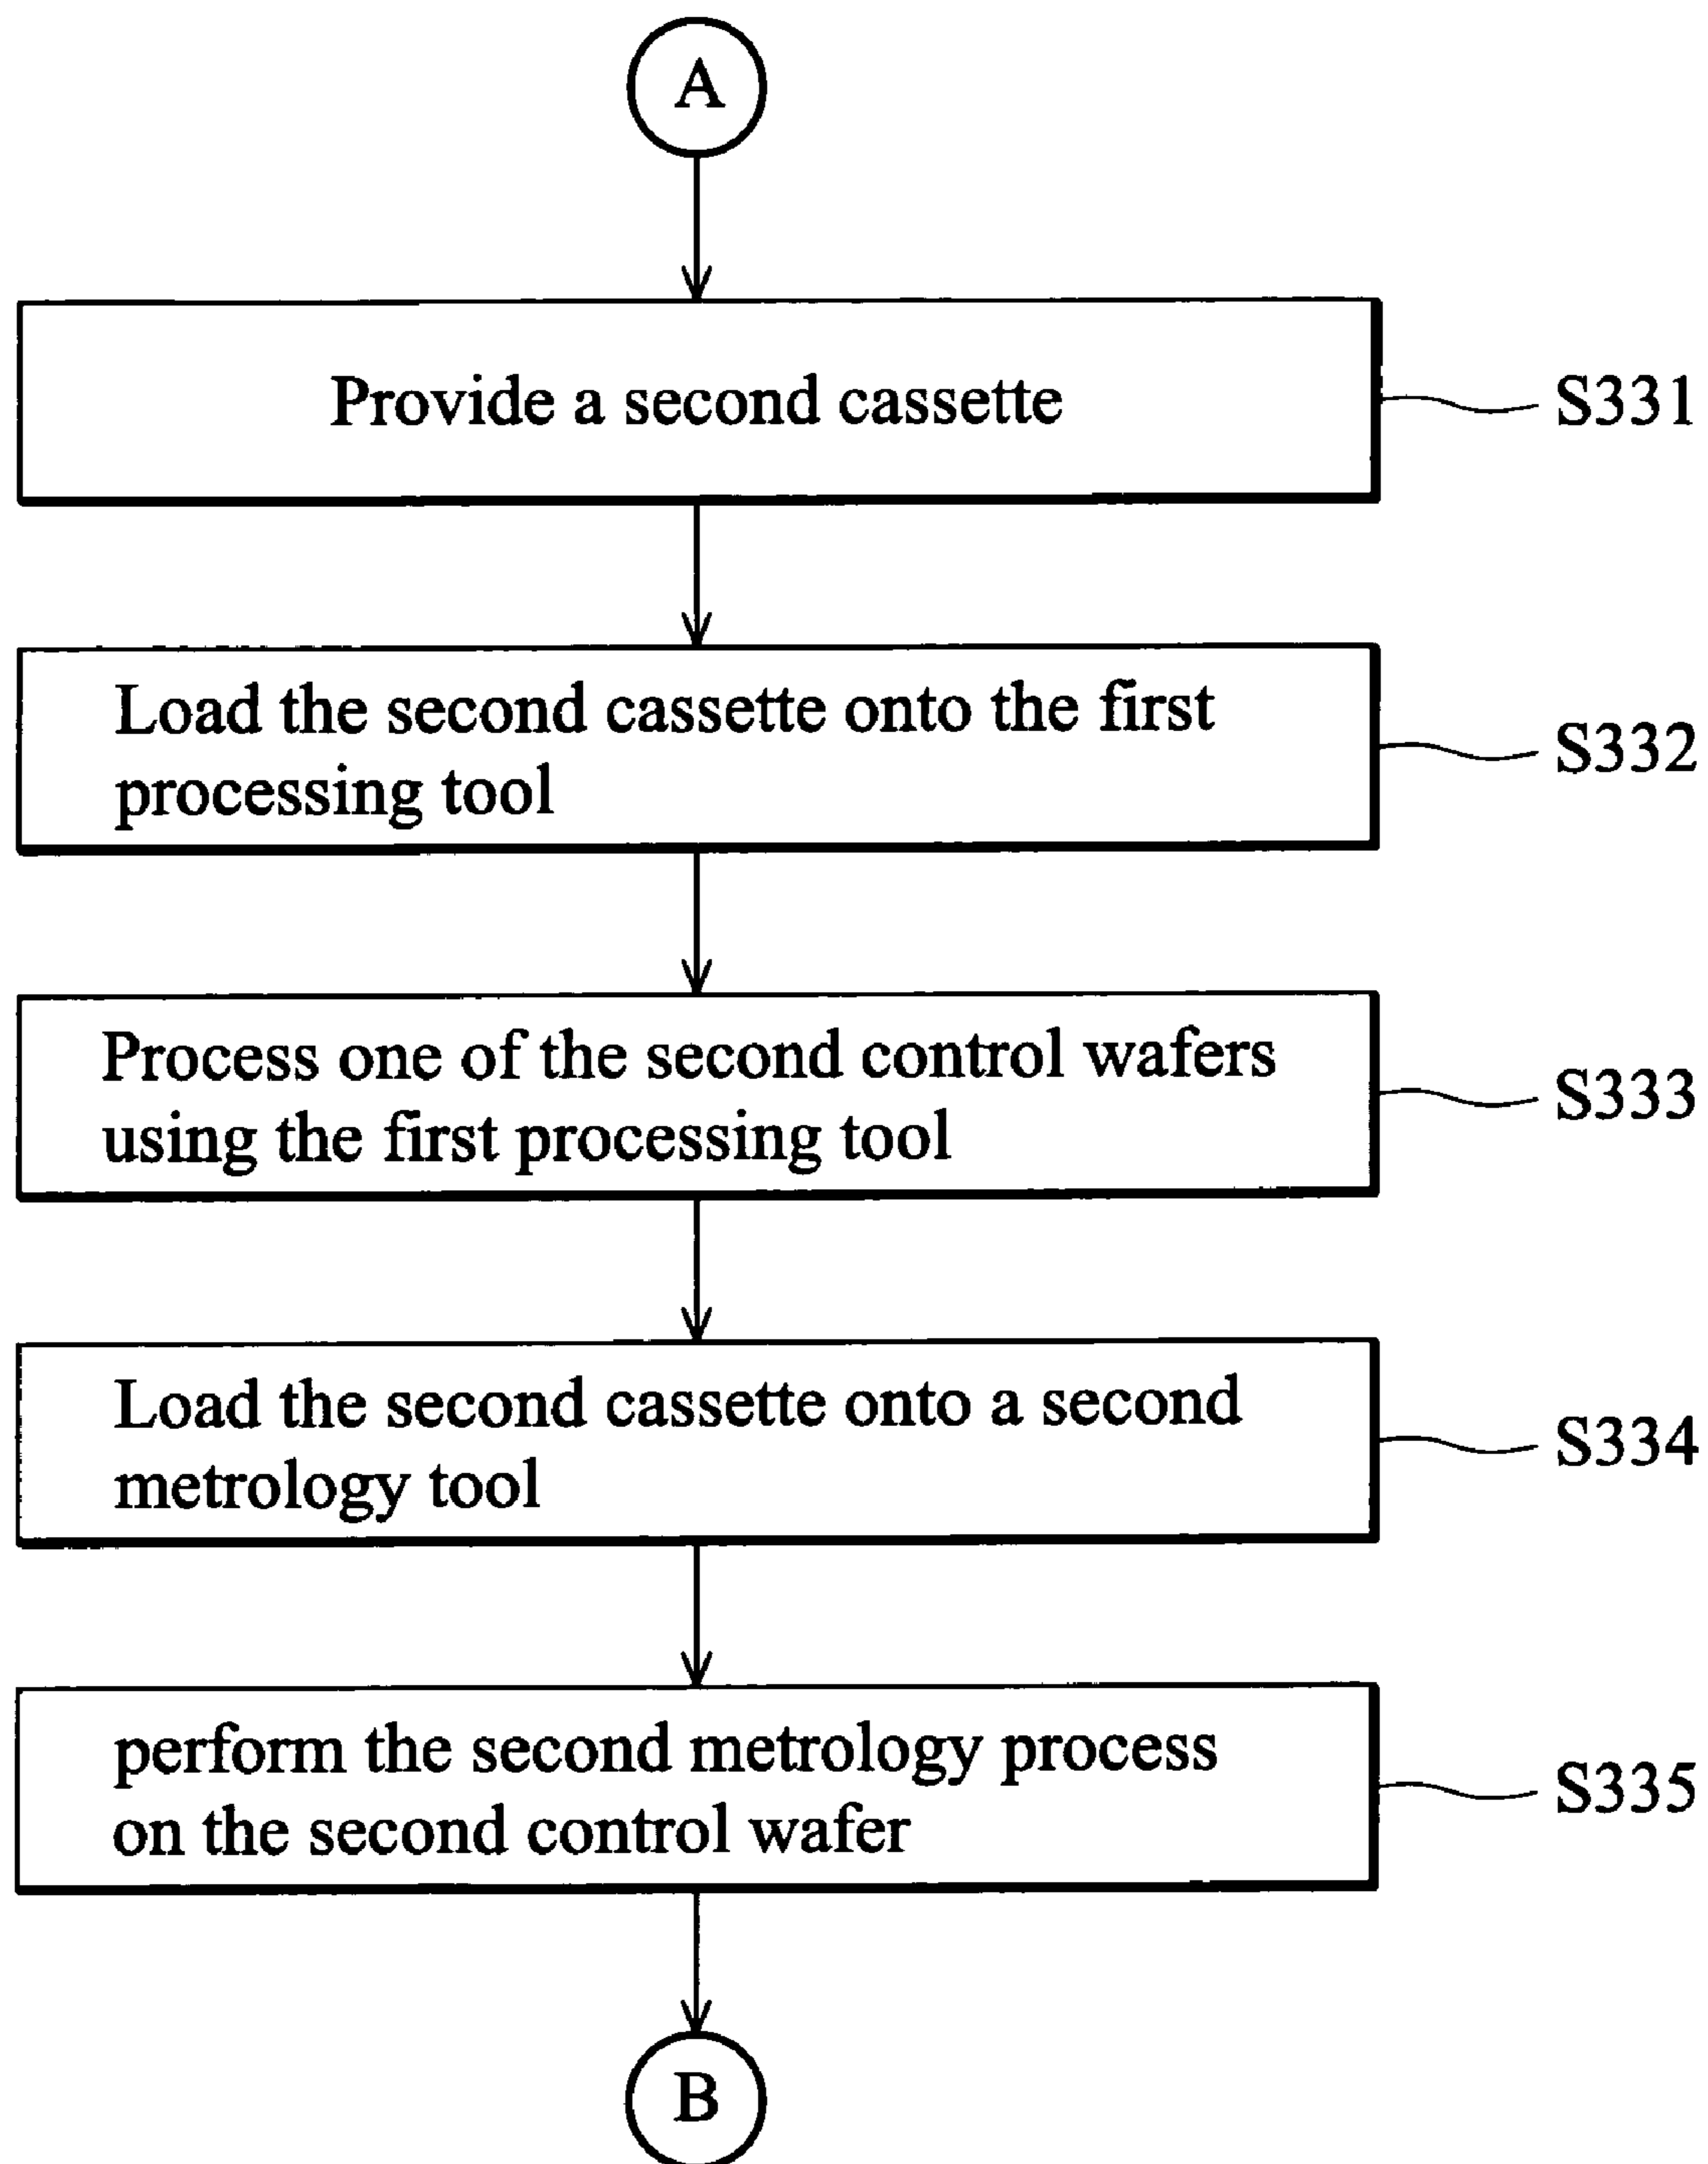 A
Provide a second cassette
S331
Load the second cassette onto the first
processing tool
S332
Process one of the second control wafers
using the first processing tool
S333
Load the second cassette onto a second
metrology tool
S334
perform the second metrology process
on the second control wafer
S335
B